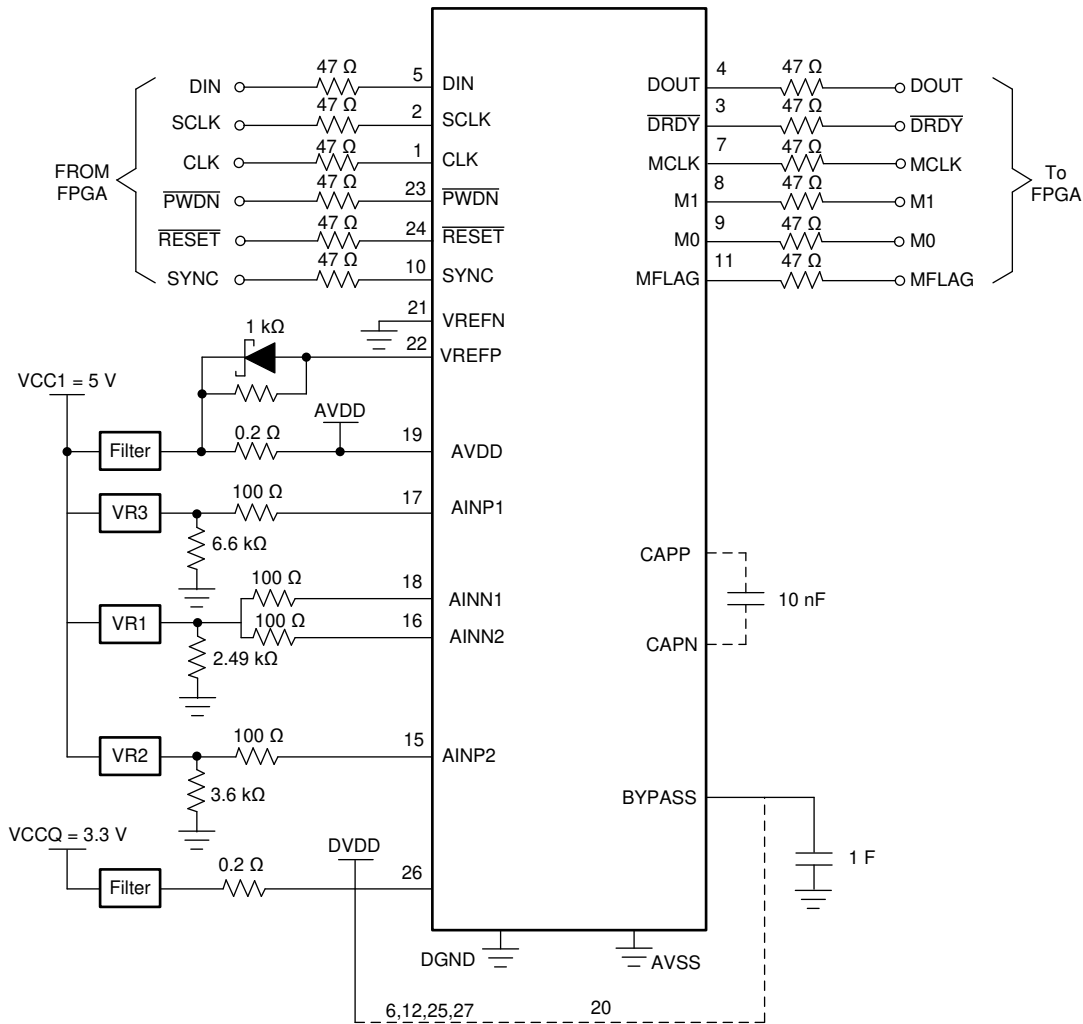 47 Ω
DIN
5
DIN
47 Ω
SCLK
2
SCLK
47 Ω
CLK
1
CLK
47 Ω
PWDN
23
PWDN
47 Ω
RESET
24
RESET
47 Ω
SYNC
10
SYNC
FROM
FPGA
DOUT
4
47 Ω
DOUT
DRDY
3
47 Ω
DRDY
MCLK
7
47 Ω
MCLK
M1
8
47 Ω
M1
M0
9
47 Ω
M0
MFLAG
11
47 Ω
MFLAG
To
FPGA
21
VREFN
1 kΩ
22
VREFP
VCC1 = 5 V
AVDD
Filter
0.2 Ω
19
AVDD
VR3
100 Ω
17
AINP1
6.6 kΩ
CAPP
10 nF
CAPN
100 Ω
18
AINN1
VR1
100 Ω
16
AINN2
2.49 kΩ
VR2
100 Ω
15
AINP2
3.6 kΩ
BYPASS
1 F
VCCQ = 3.3 V
DVDD
Filter
0.2 Ω
26
DGND
AVSS
6,12,25,27
20